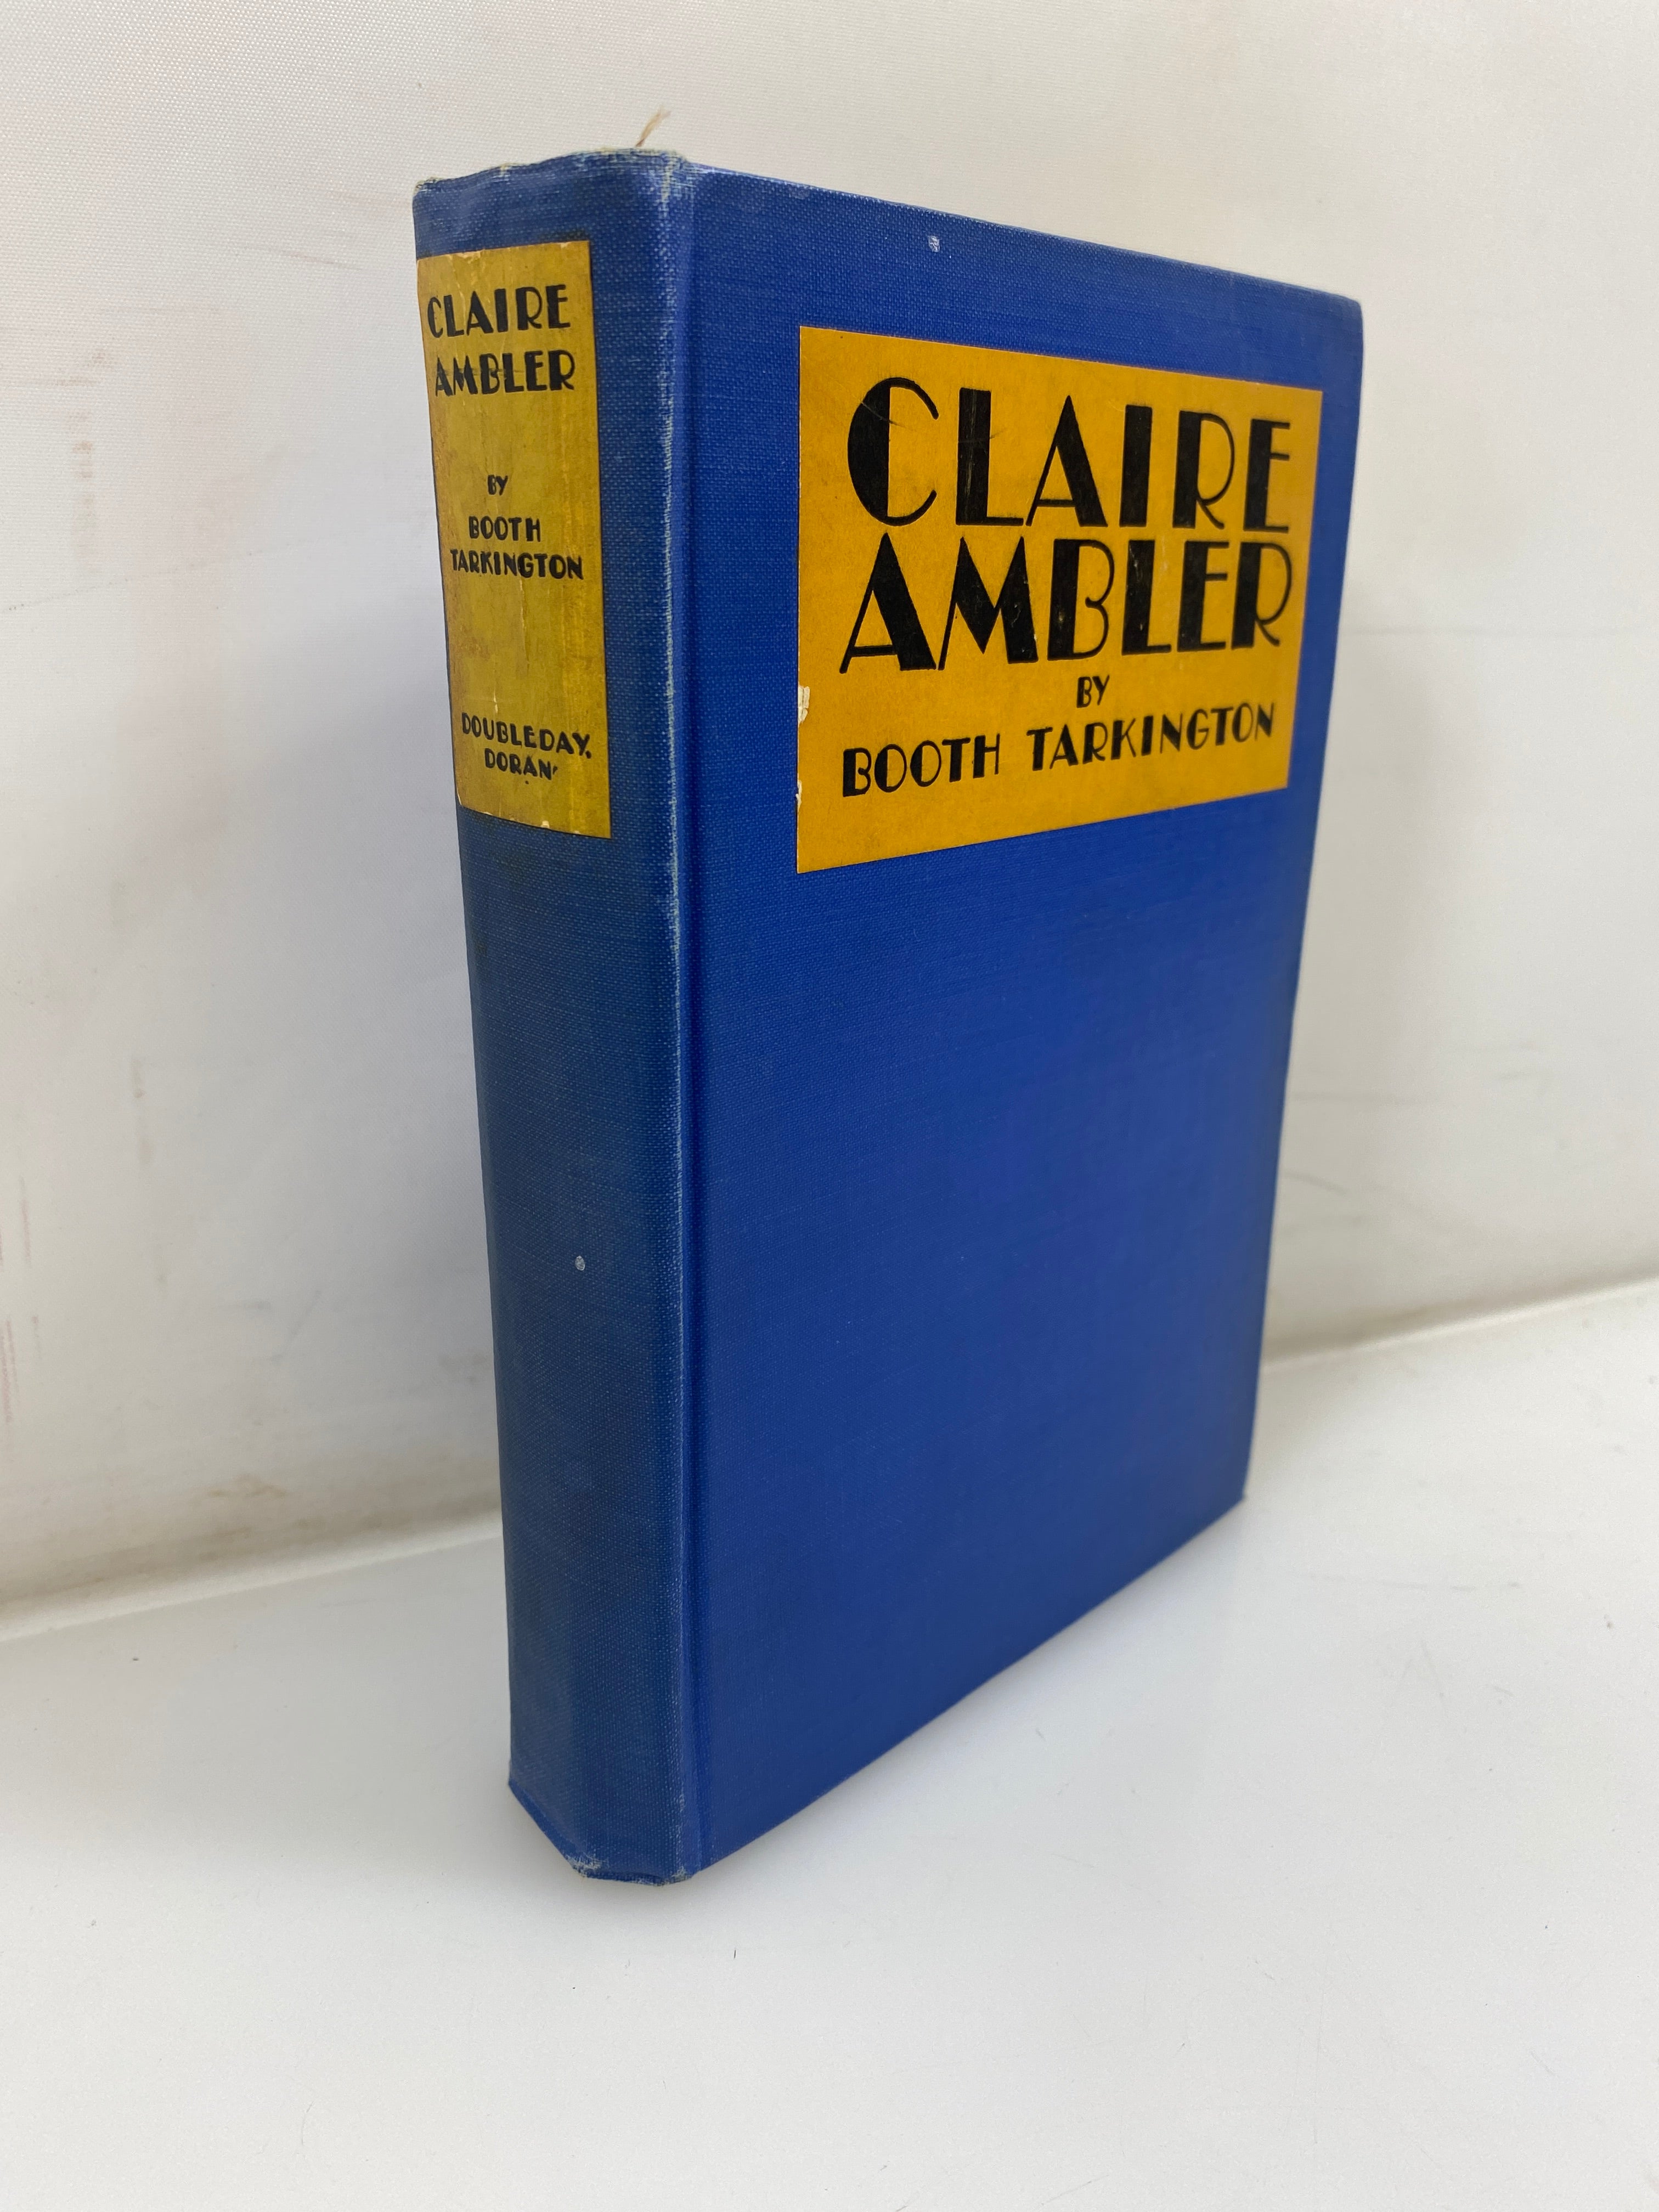 CLAIRE
AMBLER
BY
BOOTH
TARKINGTON
DOUBLEDAY,
DORAN
CLAIRE
AMBLER
BY
BOOTH TARKINGTON